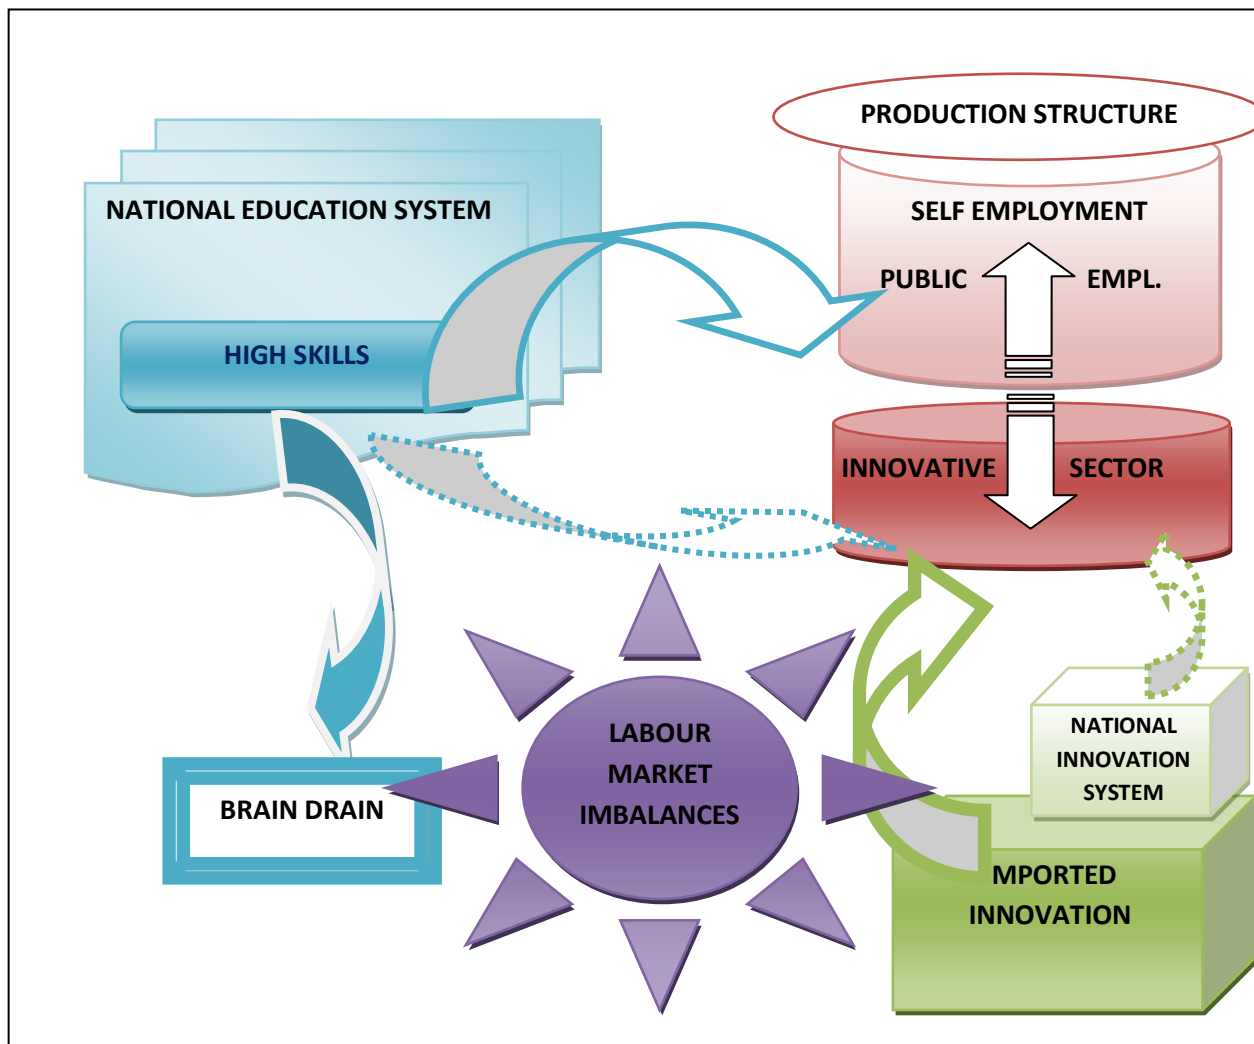 PRODUCTION STRUCTURE
NATIONAL EDUCATION SYSTEM
SELF EMPLOYMENT
PUBLIC EMPL.
HIGH SKILLS
INNOVATIVE SECTOR
LABOUR
MARKET
IMBALANCES
NATIONAL
INNOVATION
SYSTEM
BRAIN DRAIN
MPORTED
INNOVATION